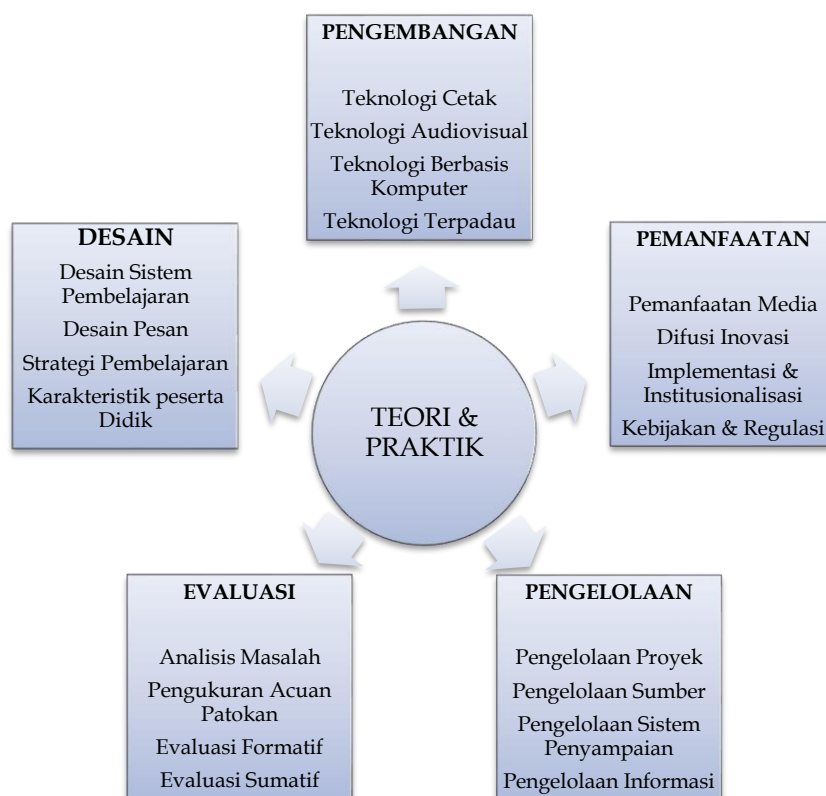 PENGEMBANGAN
Teknologi Cetak
Teknologi Audiovisual
Teknologi Berbasis
Komputer
Teknologi Terpadau
DESAIN
Desain Sistem
Pembelajaran
Desain Pesan
Strategi Pembelajaran
Karakteristik peserta
Didik
PEMANFAATAN
Pemanfaatan Media
Difusi Inovasi
Implementasi &
Institusionalisasi
Kebijakan & Regulasi
TEORI &
PRAKTIK
EVALUASI
Analisis Masalah
Pengukuran Acuan
Patokan
Evaluasi Formatif
Evaluasi Sumatif
PENGELOLAAN
Pengelolaan Proyek
Pengelolaan Sumber
Pengelolaan Sistem
Penyampaian
Pengelolaan Informasi